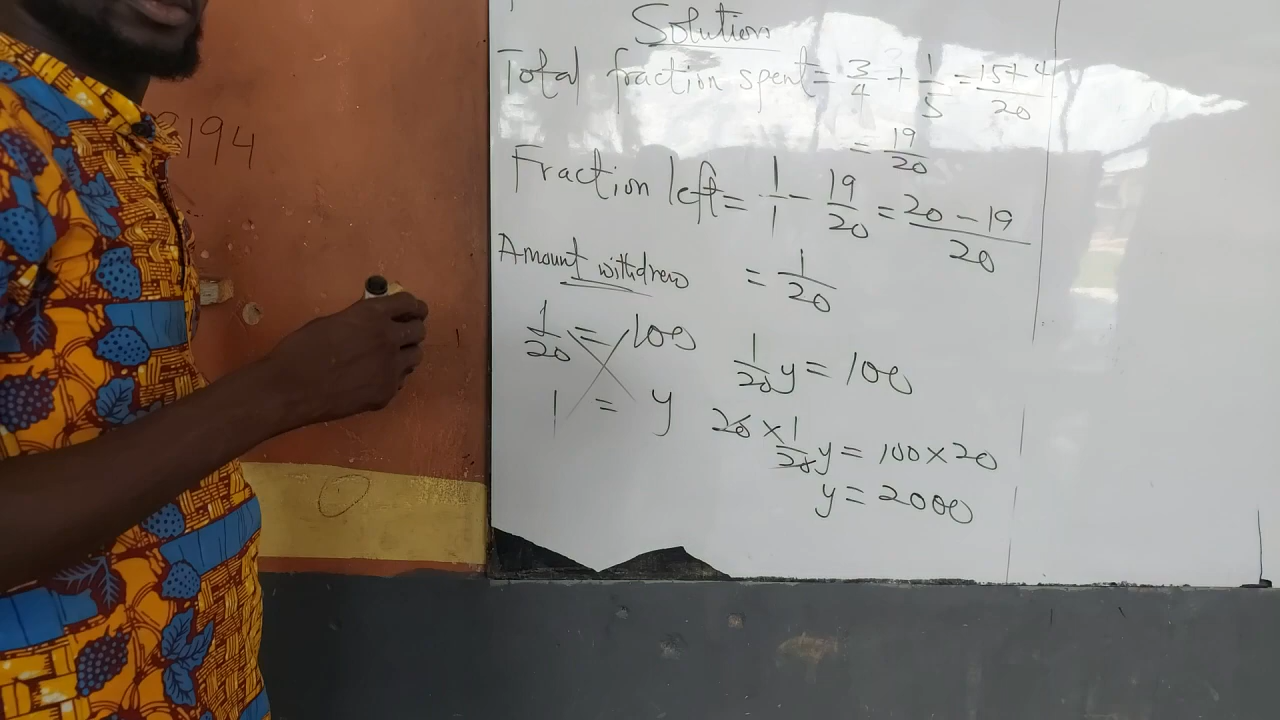 Solution
Total fraction spent = 3/4 + 1/5 = 15+4/20
= 19/20
Fraction left = 1/1 - 19/20 = 20-19/20
Amount withdrew = 1/20
1/20 = 100
1 = y
1/20 y = 100
20 × 1/20 y = 100×20
y = 2000
194